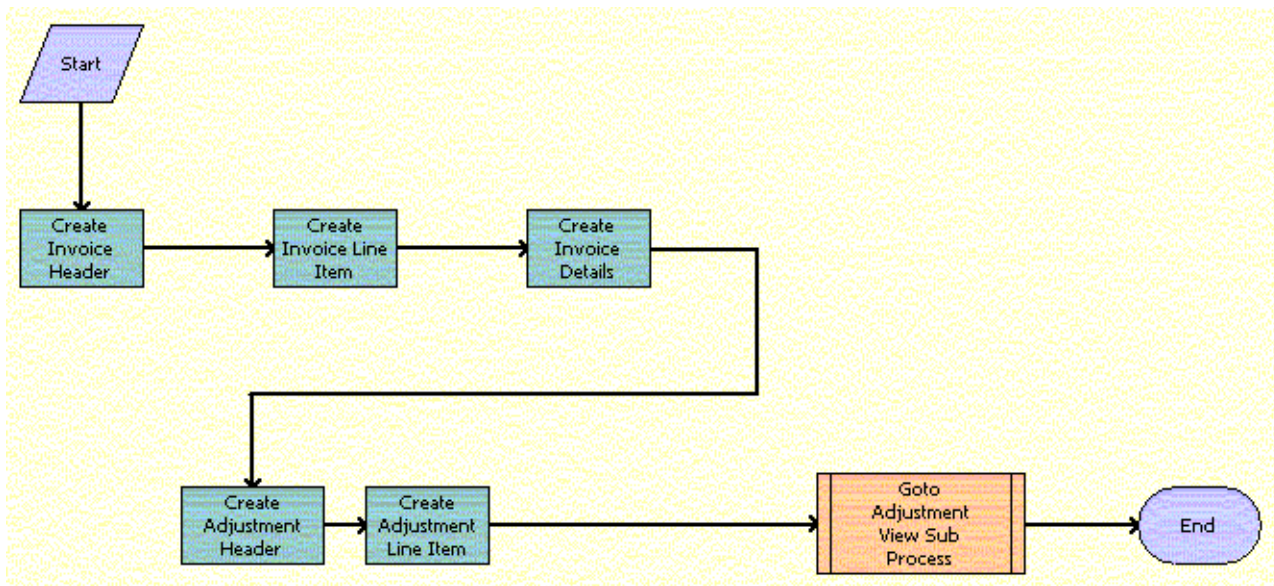 Start
Create
Invoice
Header
Create
Invoice Line
Item
Create
Invoice
Details
Create
Adjustment
Header
Create
Adjustment
Line Item
Goto
Adjustment
View Sub
Process
End